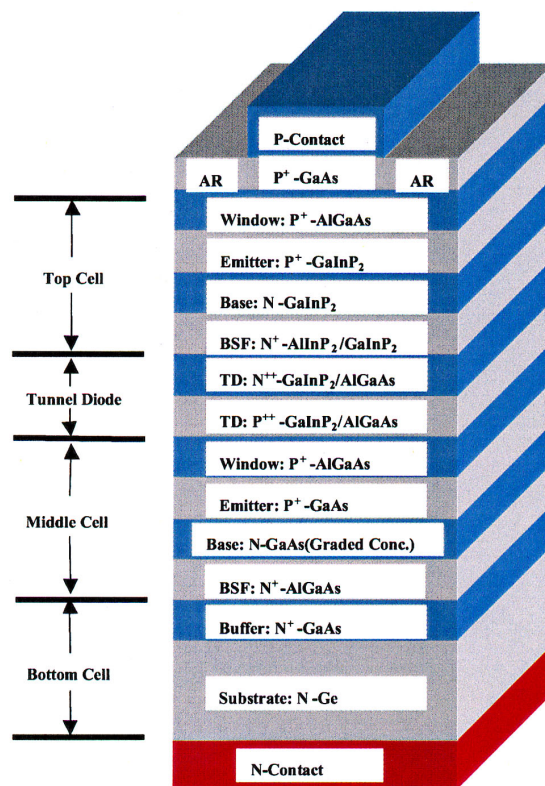 P-Contact
AR
P⁺-GaAs
AR
Window: P⁺-AlGaAs
Emitter: P⁺-GaInP₂
Top Cell
Base: N-GaInP₂
BSF: N⁺-AlInP₂/GaInP₂
TD: N⁺⁺-GaInP₂/AlGaAs
Tunnel Diode
TD: P⁺⁺-GaInP₂/AlGaAs
Window: P⁺-AlGaAs
Emitter: P⁺-GaAs
Middle Cell
Base: N-GaAs(Graded Conc.)
BSF: N⁺-AlGaAs
Buffer: N⁺-GaAs
Bottom Cell
Substrate: N-Ge
N-Contact